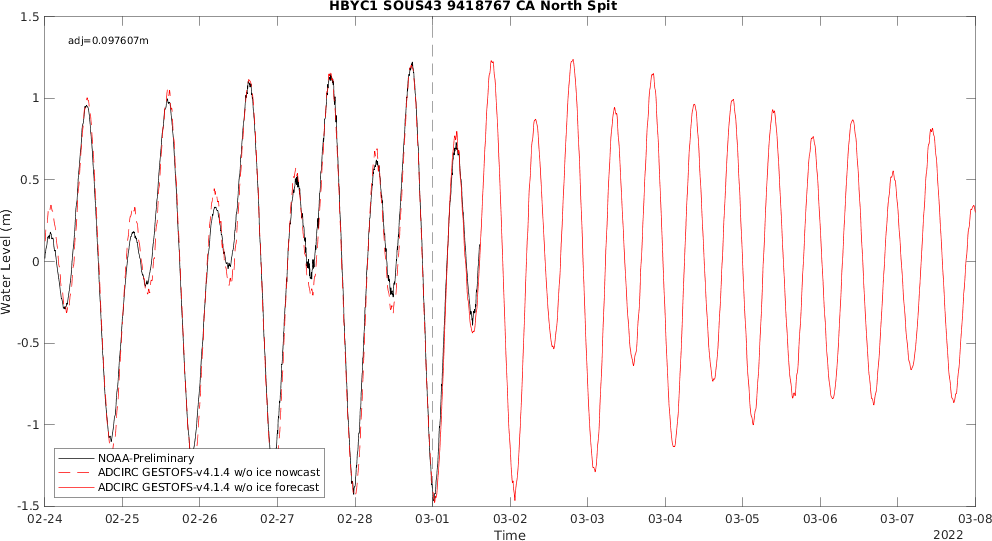 HBYC1 SOUS43 9418767 CA North Spit
adj=0.097607m
Water Level (m)
1.5
1
0.5
0
-0.5
-1
-1.5
NOAA-Preliminary
ADCIRC GESTOFS-v4.1.4 w/o ice nowcast
ADCIRC GESTOFS-v4.1.4 w/o ice forecast
02-24 02-25 02-26 02-27 02-28 03-01 03-02 03-03 03-04 03-05 03-06 03-07 03-08
Time
2022